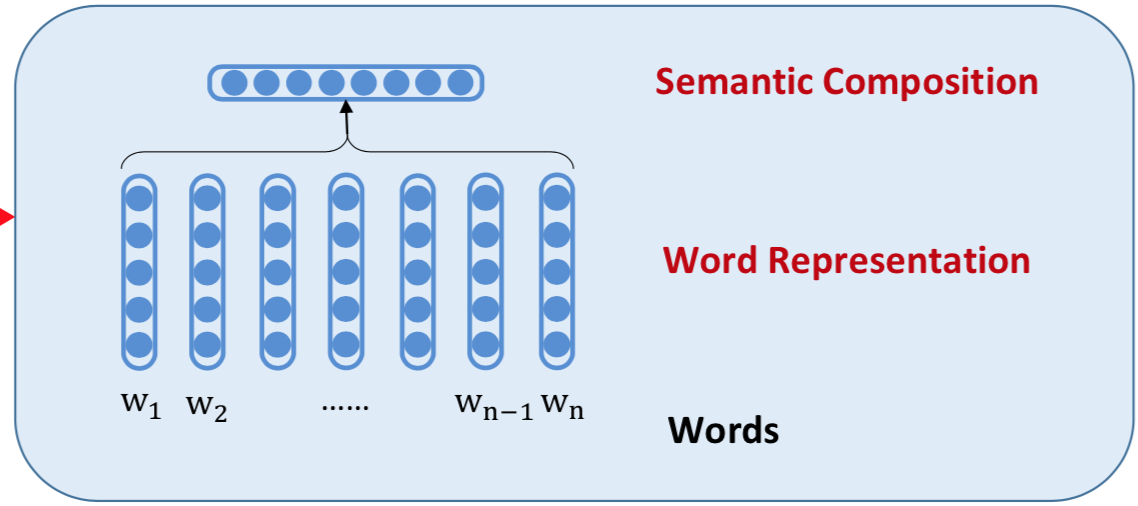 Semantic Composition
Word Representation
w₁ w₂ ...... wₙ₋₁ wₙ
Words